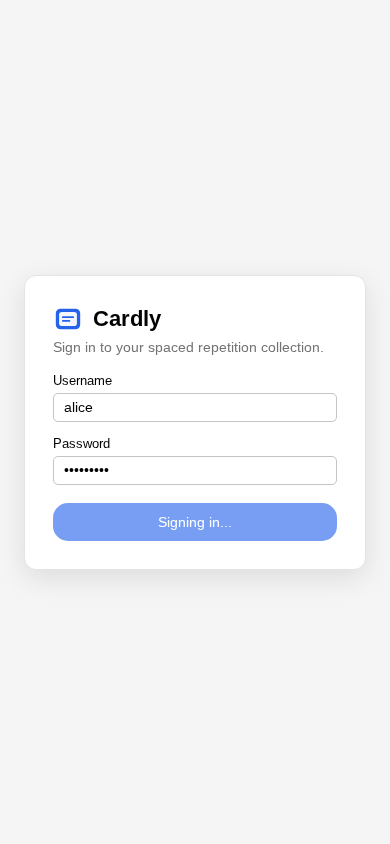 Cardly
Sign in to your spaced repetition collection.
Username
alice
Password
•••••••••
Signing in...